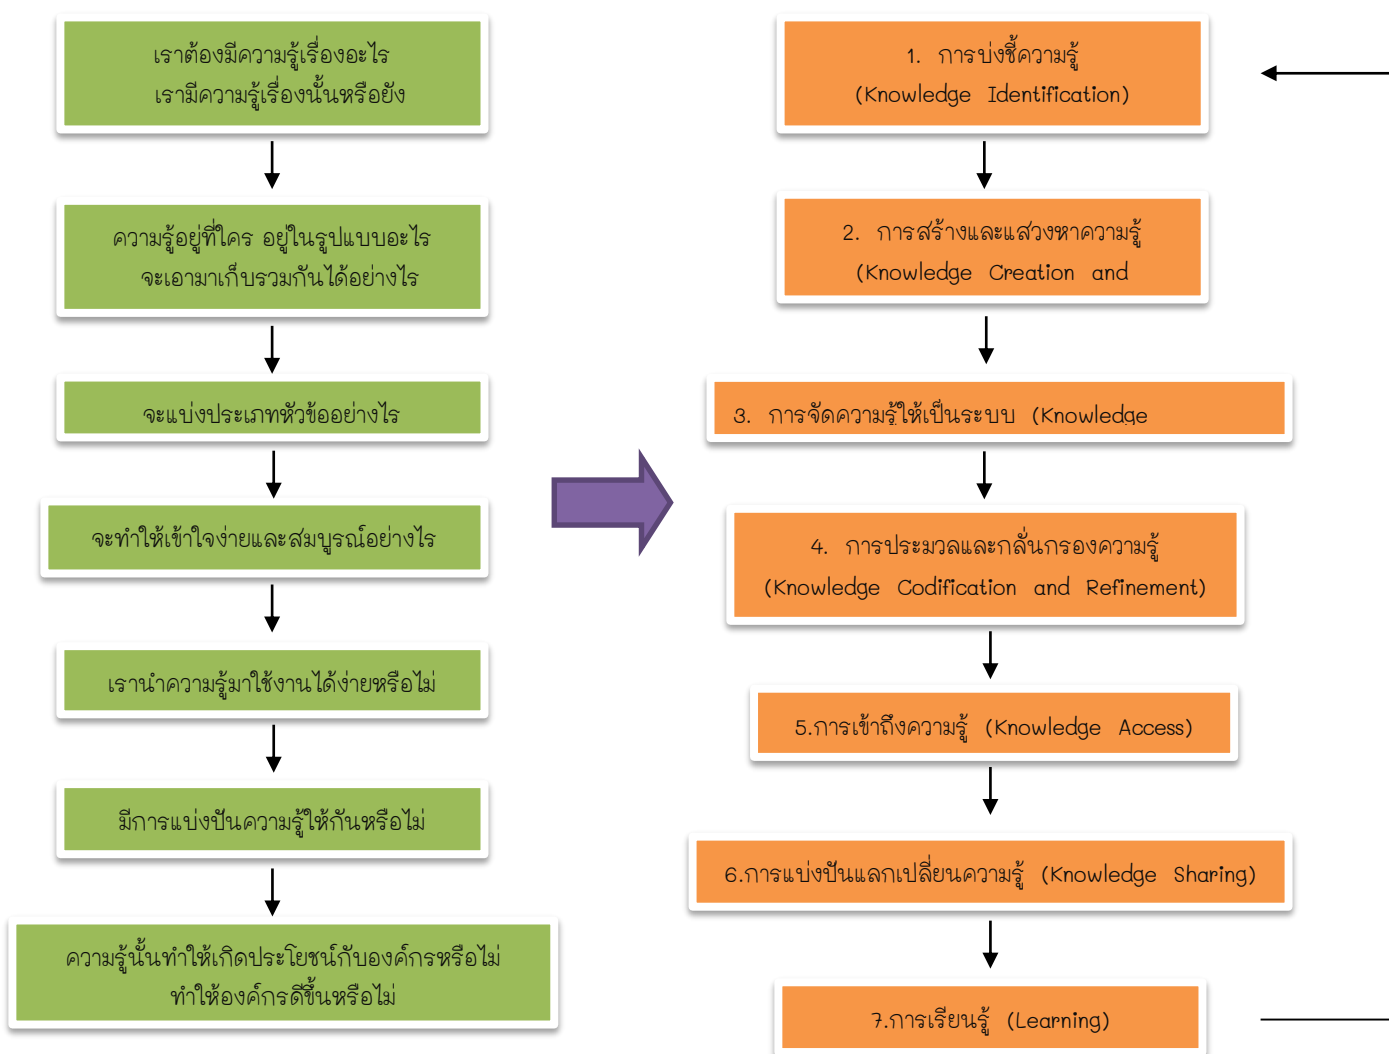 เราต้องมีความรู้เรื่องอะไร
เรามีความรู้เรื่องนั้นหรือยัง
ความรู้อยู่ที่ใคร อยู่ในรูปแบบอะไร
จะเอามาเก็บรวมกันได้อย่างไร
จะแบ่งประเภทหัวข้ออย่างไร
จะทำให้เข้าใจง่ายและสมบูรณ์อย่างไร
เรานำความรู้มาใช้งานได้ง่ายหรือไม่
มีการแบ่งปันความรู้ให้กันหรือไม่
ความรู้นั้นทำให้เกิดประโยชน์กับองค์กรหรือไม่
ทำให้องค์กรดีขึ้นหรือไม่
1. การบ่งชี้ความรู้
(Knowledge Identification)
2. การสร้างและแสวงหาความรู้
(Knowledge Creation and
3. การจัดความรู้ให้เป็นระบบ (Knowledge
4. การประมวลและกลั่นกรองความรู้
(Knowledge Codification and Refinement)
5.การเข้าถึงความรู้ (Knowledge Access)
6.การแบ่งปันแลกเปลี่ยนความรู้ (Knowledge Sharing)
7.การเรียนรู้ (Learning)